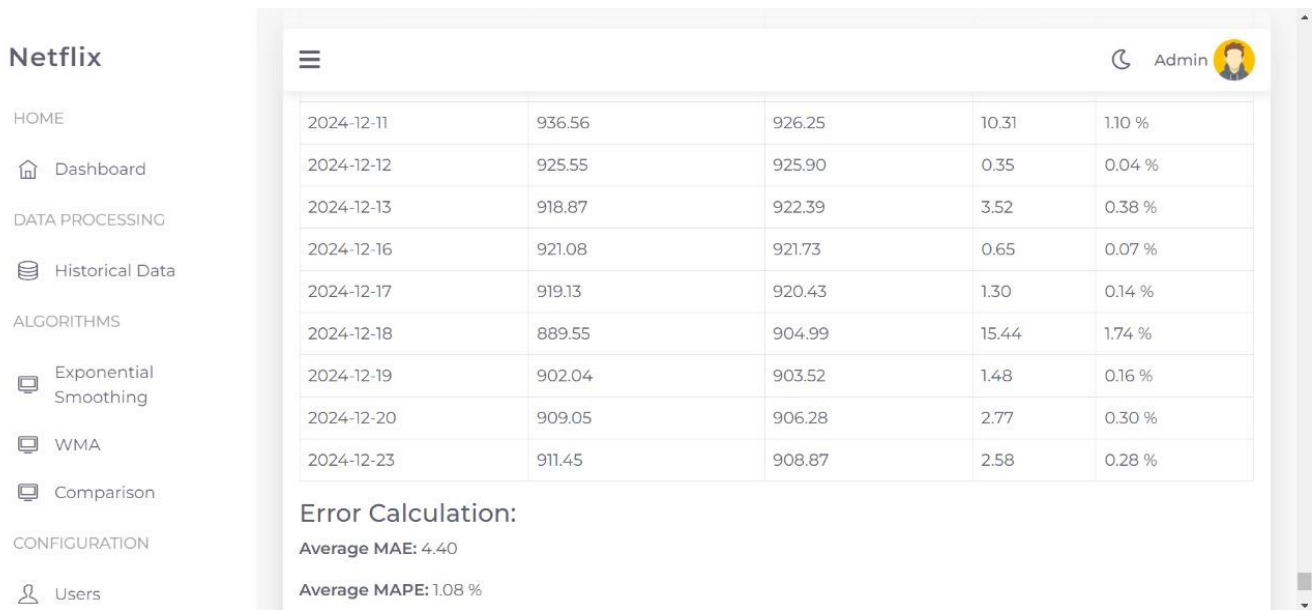 Netflix
HOME
Dashboard
DATA PROCESSING
Historical Data
ALGORITHMS
Exponential
Smoothing
WMA
Comparison
CONFIGURATION
Users
Admin
2024-12-11 936.56 926.25 10.31 1.10 %
2024-12-12 925.55 925.90 0.35 0.04 %
2024-12-13 918.87 922.39 3.52 0.38 %
2024-12-16 921.08 921.73 0.65 0.07 %
2024-12-17 919.13 920.43 1.30 0.14 %
2024-12-18 889.55 904.99 15.44 1.74 %
2024-12-19 902.04 903.52 1.48 0.16 %
2024-12-20 909.05 906.28 2.77 0.30 %
2024-12-23 911.45 908.87 2.58 0.28 %
Error Calculation:
Average MAE: 4.40
Average MAPE: 1.08 %